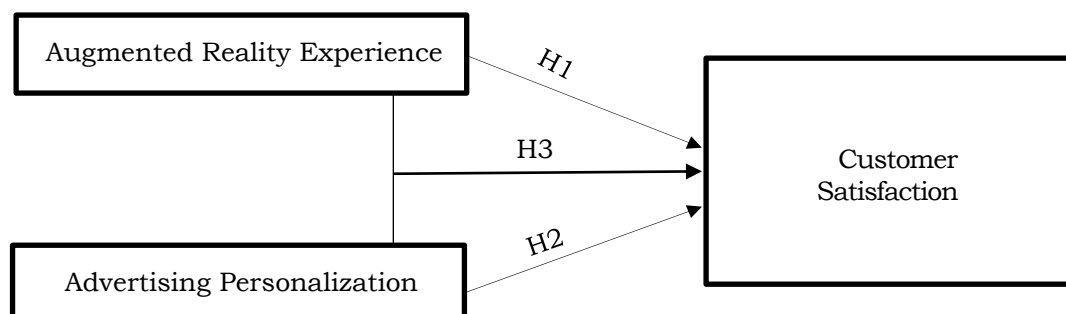 Augmented Reality Experience
H1
H3
Customer
Satisfaction
H2
Advertising Personalization